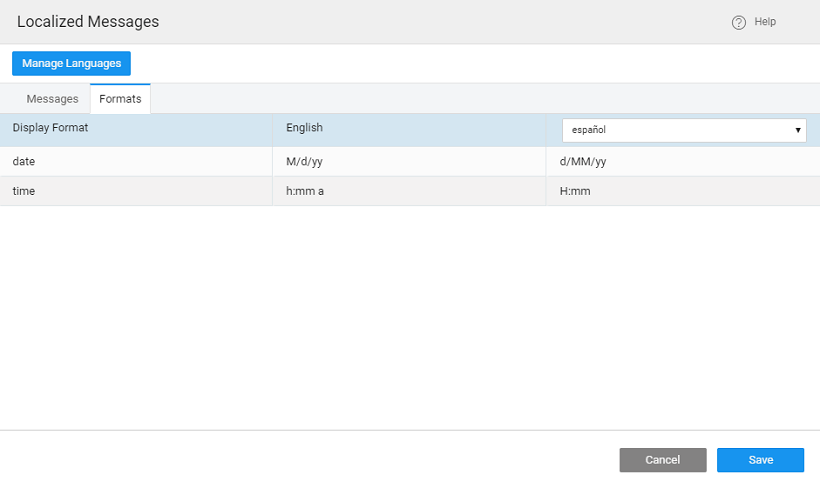 Localized Messages
Help
Manage Languages
Messages Formats
Display Format English español
date M/d/yy d/MM/yy
time h:mm a H:mm
Cancel Save